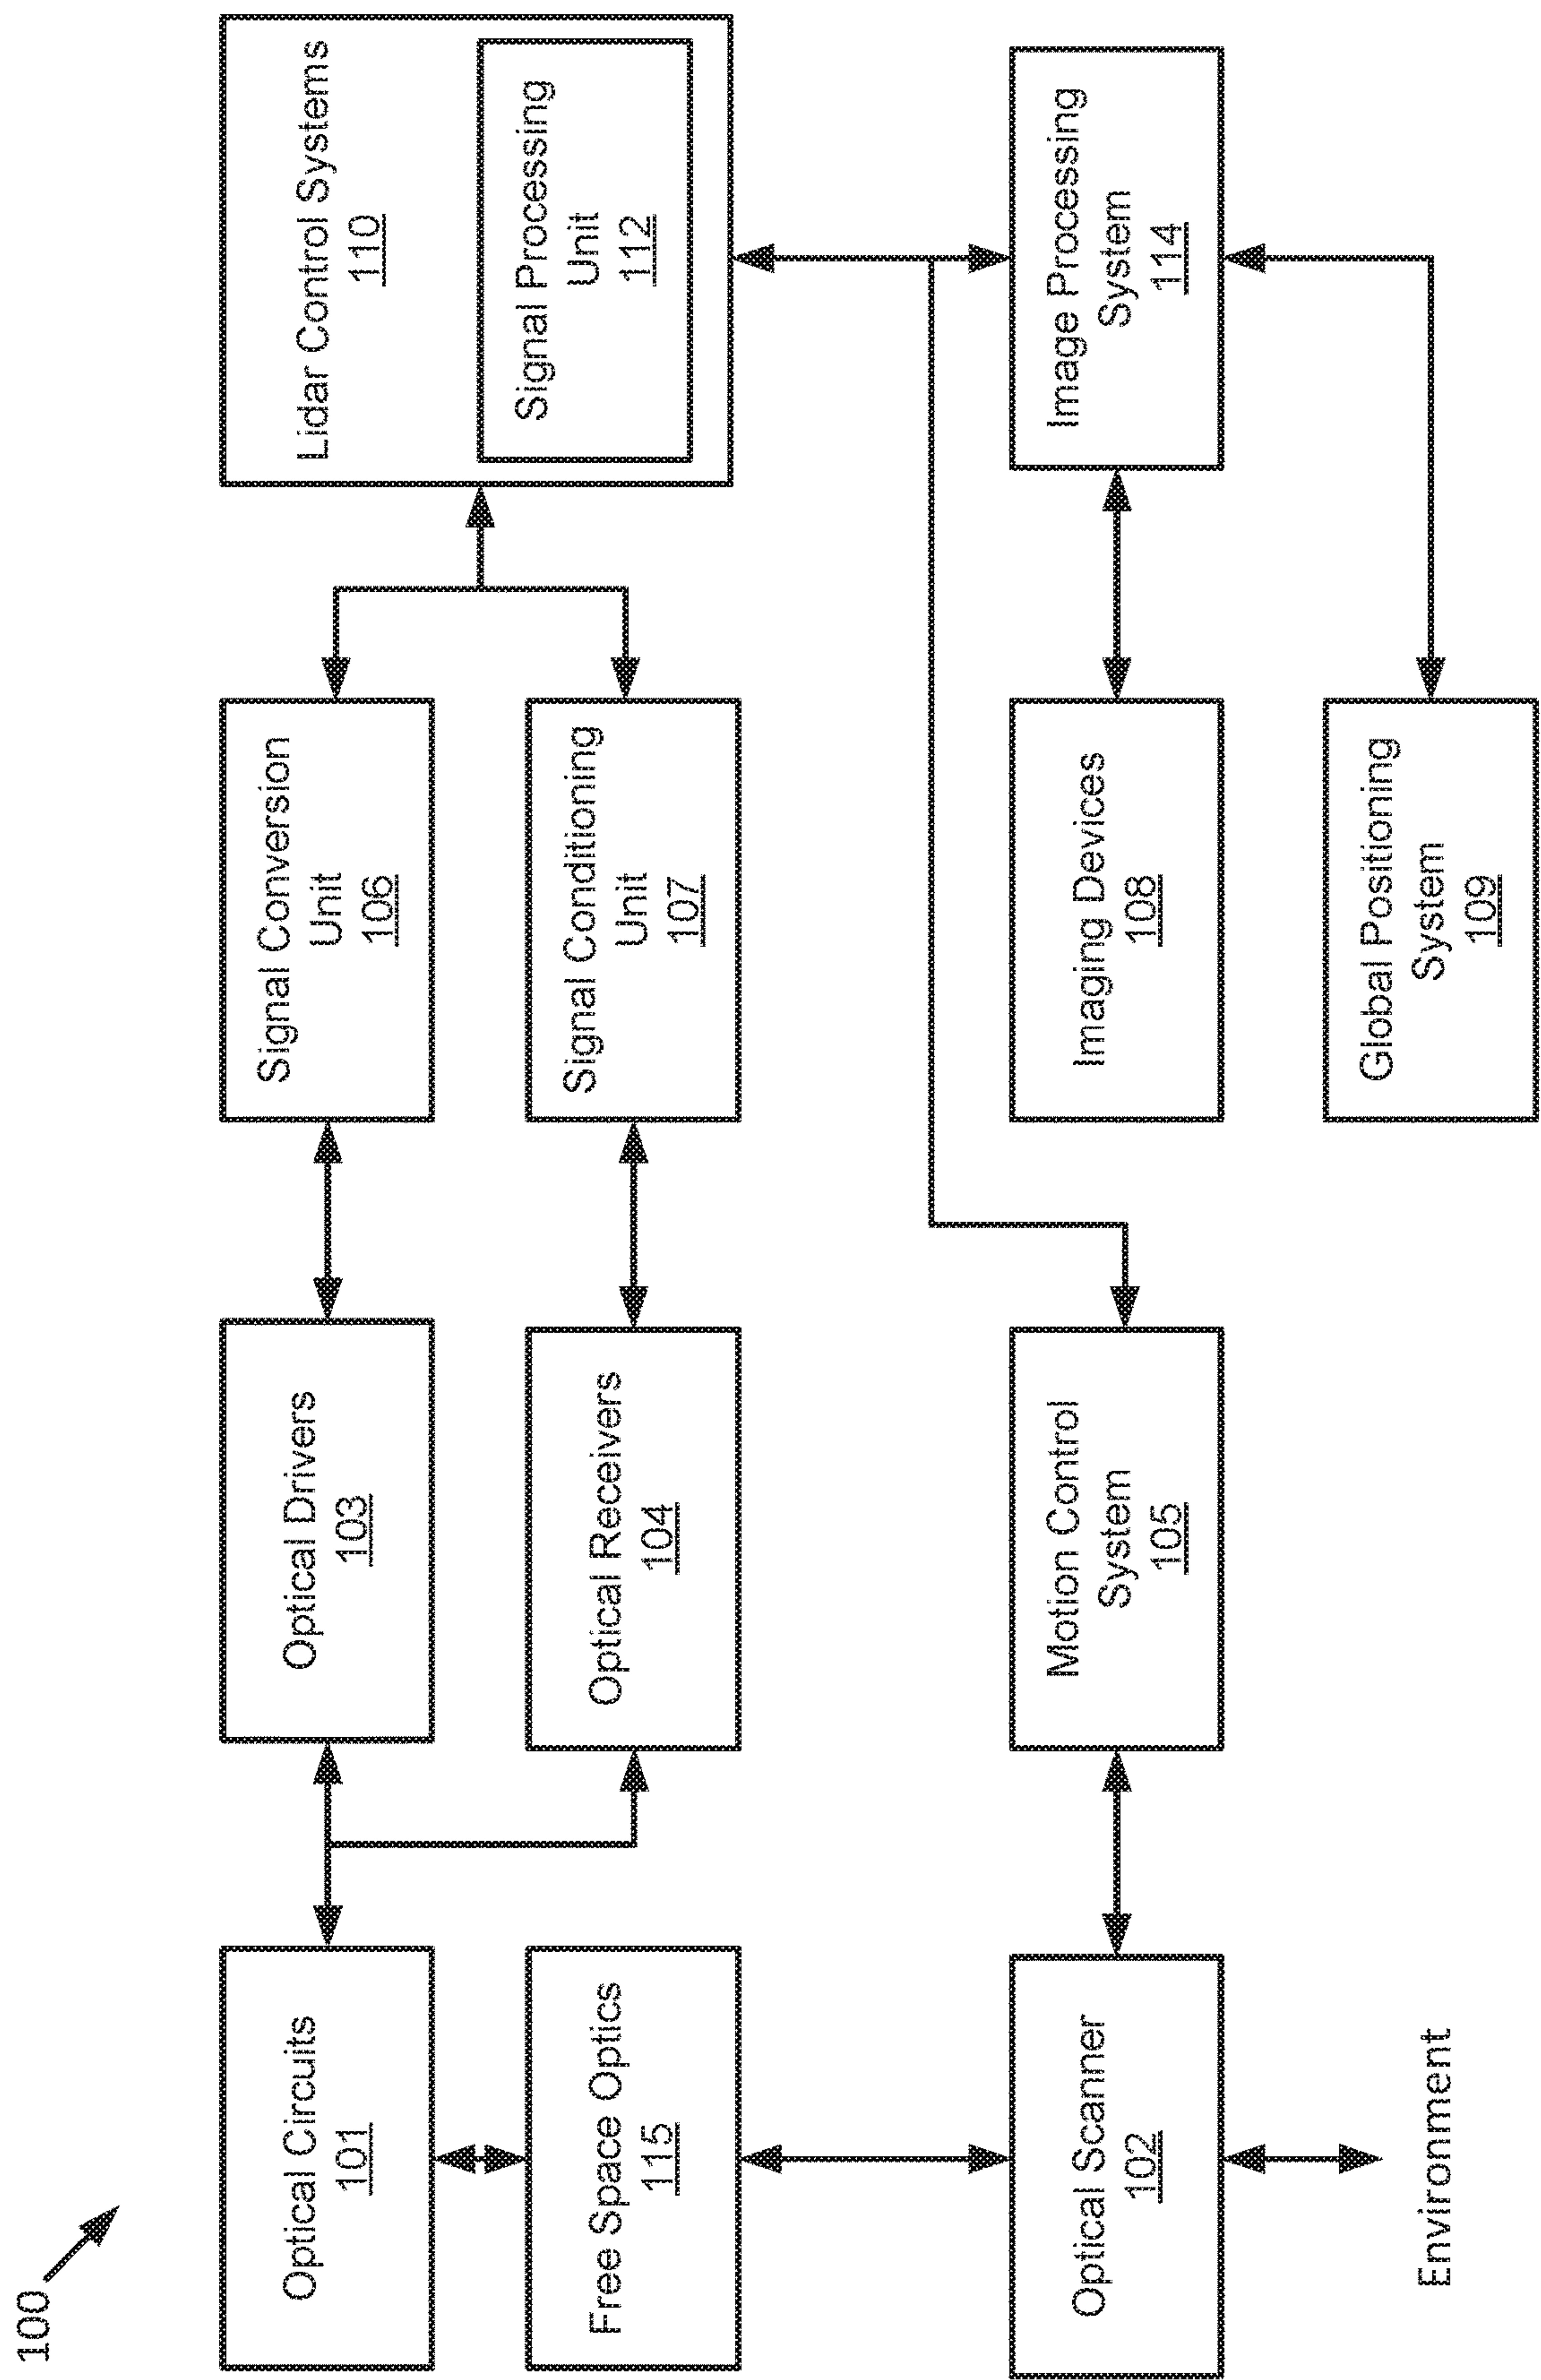 100
Optical Circuits
101
Optical Drivers
103
Signal Conversion
Unit
106
Lidar Control Systems
110
Signal Processing
Unit
112
Free Space Optics
115
Optical Receivers
104
Signal Conditioning
Unit
107
Optical Scanner
102
Motion Control
System
105
Imaging Devices
108
Image Processing
System
114
Global Positioning
System
109
Environment